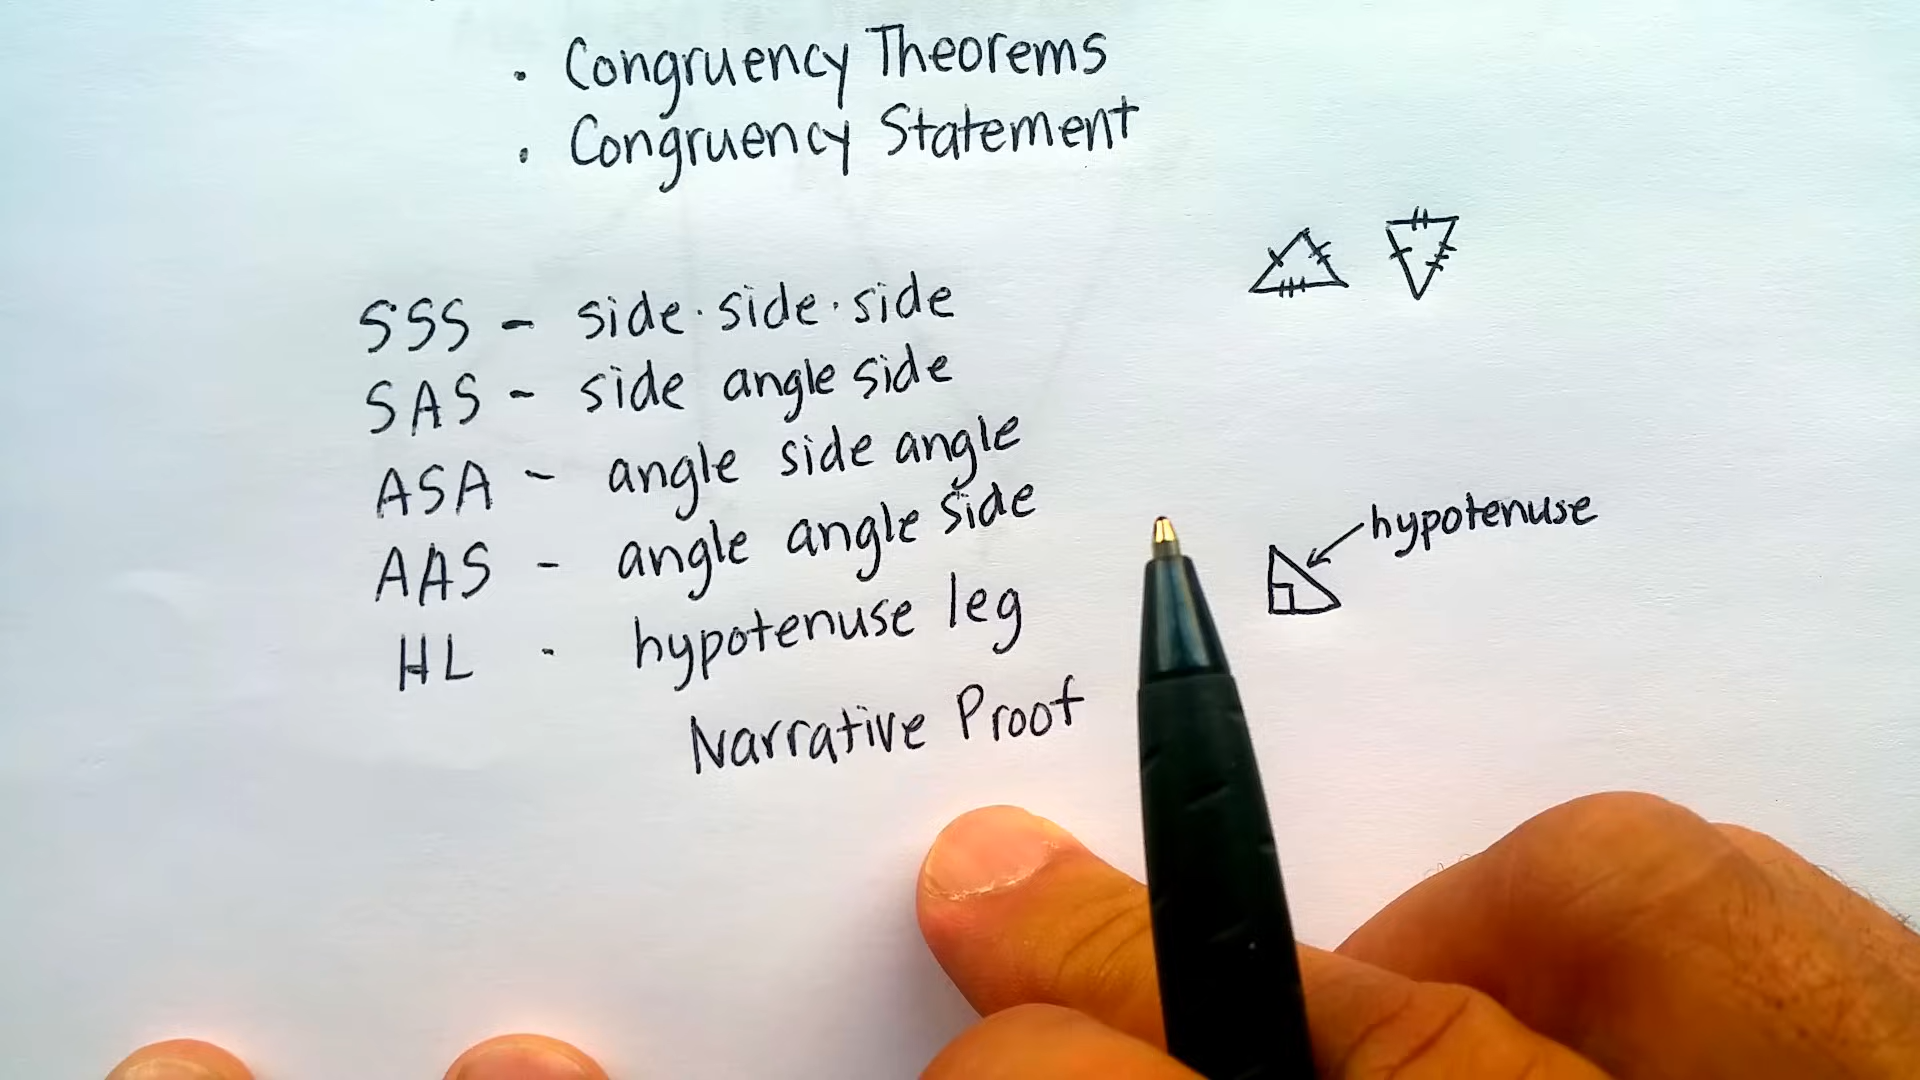 · Congruency Theorems
· Congruency Statement
SSS - side · side · side
SAS - side angle side
ASA - angle side angle
AAS - angle angle side
hypotenuse
HL - hypotenuse leg
Narrative Proof